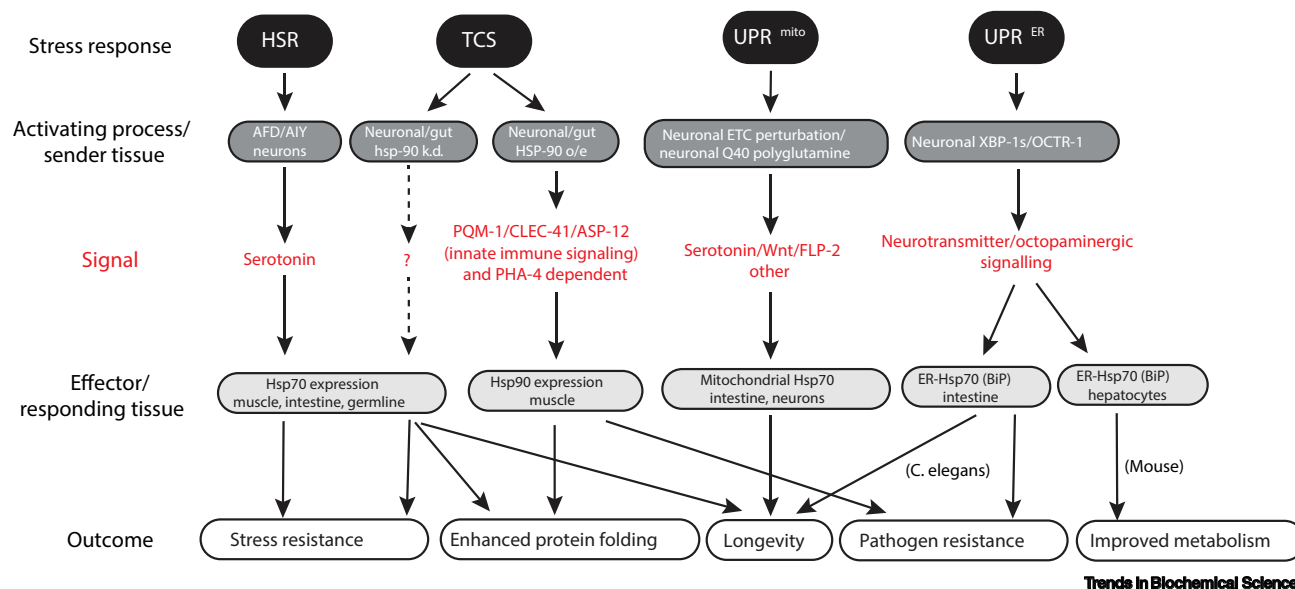 Stress response
HSR
TCS
UPR mito
UPR ER
Activating process/
sender tissue
AFD/AIY
neurons
Neuronal/gut
hsp-90 k.d.
Neuronal/gut
HSP-90 o/e
Neuronal ETC perturbation/
neuronal Q40 polyglutamine
Neuronal XBP-1s/OCTR-1
Signal
Serotonin
?
PQM-1/CLEC-41/ASP-12
(innate immune signaling)
and PHA-4 dependent
Serotonin/Wnt/FLP-2
other
Neurotransmitter/octopaminergic
signalling
Effector/
responding tissue
Hsp70 expression
muscle, intestine, germline
Hsp90 expression
muscle
Mitochondrial Hsp70
intestine, neurons
ER-Hsp70 (BiP)
intestine
ER-Hsp70 (BiP)
hepatocytes
(C. elegans)
(Mouse)
Outcome
Stress resistance
Enhanced protein folding
Longevity
Pathogen resistance
Improved metabolism
Trends in Biochemical Science